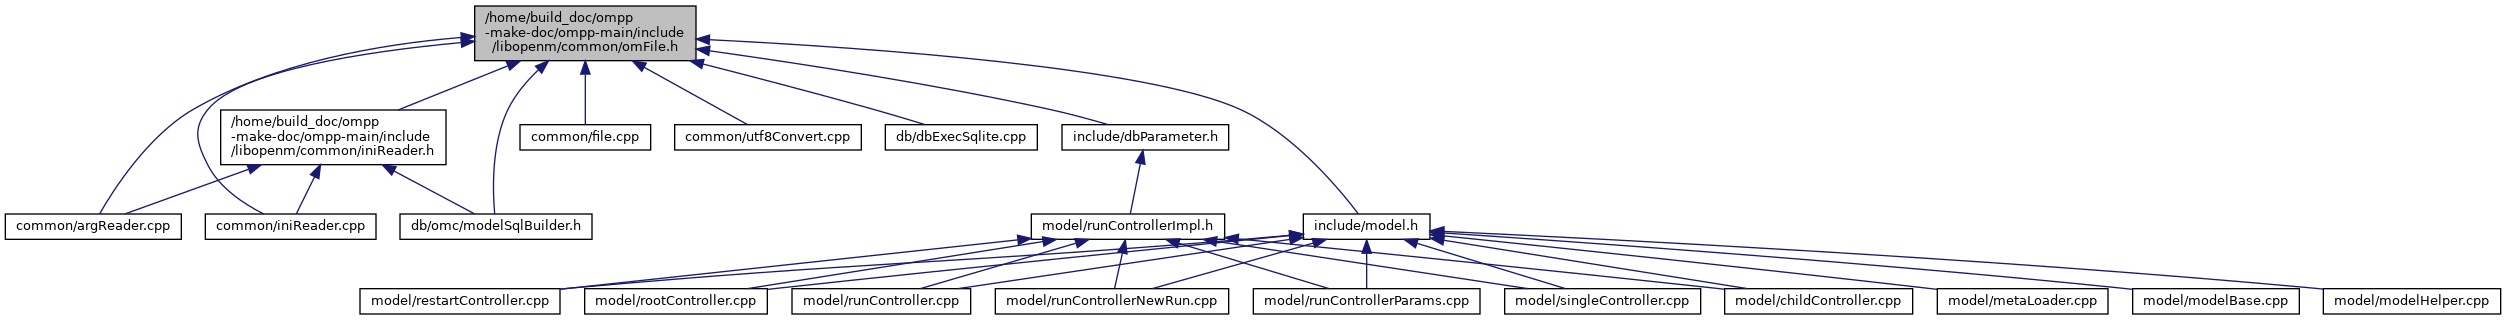 /home/build_doc/ompp
-make-doc/ompp-main/include
/libopenm/common/omFile.h
/home/build_doc/ompp
-make-doc/ompp-main/include
/libopenm/common/iniReader.h
common/file.cpp
common/utf8Convert.cpp
db/dbExecSqlite.cpp
include/dbParameter.h
common/argReader.cpp
common/iniReader.cpp
db/omc/modelSqlBuilder.h
model/runControllerImpl.h
include/model.h
model/restartController.cpp
model/rootController.cpp
model/runController.cpp
model/runControllerNewRun.cpp
model/runControllerParams.cpp
model/singleController.cpp
model/childController.cpp
model/metaLoader.cpp
model/modelBase.cpp
model/modelHelper.cpp